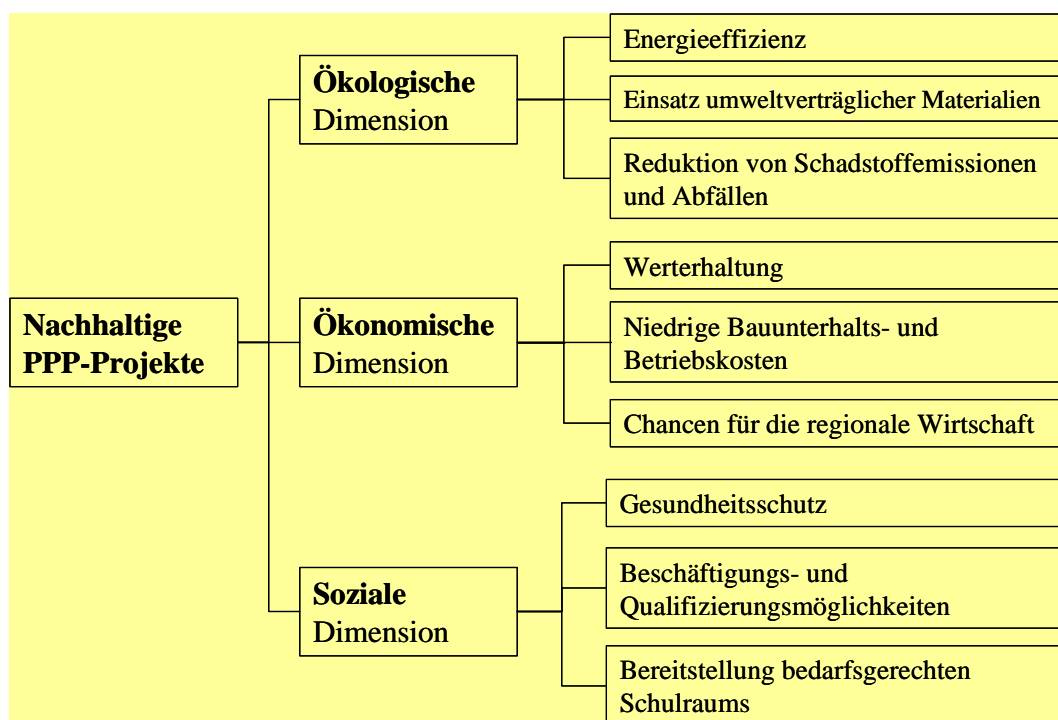 Nachhaltige
PPP-Projekte
Ökologische
Dimension
Energieeffizienz
Einsatz umweltverträglicher Materialien
Reduktion von Schadstoffemissionen
und Abfällen
Ökonomische
Dimension
Werterhaltung
Niedrige Bauunterhalts- und
Betriebskosten
Chancen für die regionale Wirtschaft
Soziale
Dimension
Gesundheitsschutz
Beschäftigungs- und
Qualifizierungsmöglichkeiten
Bereitstellung bedarfsgerechten
Schulraums